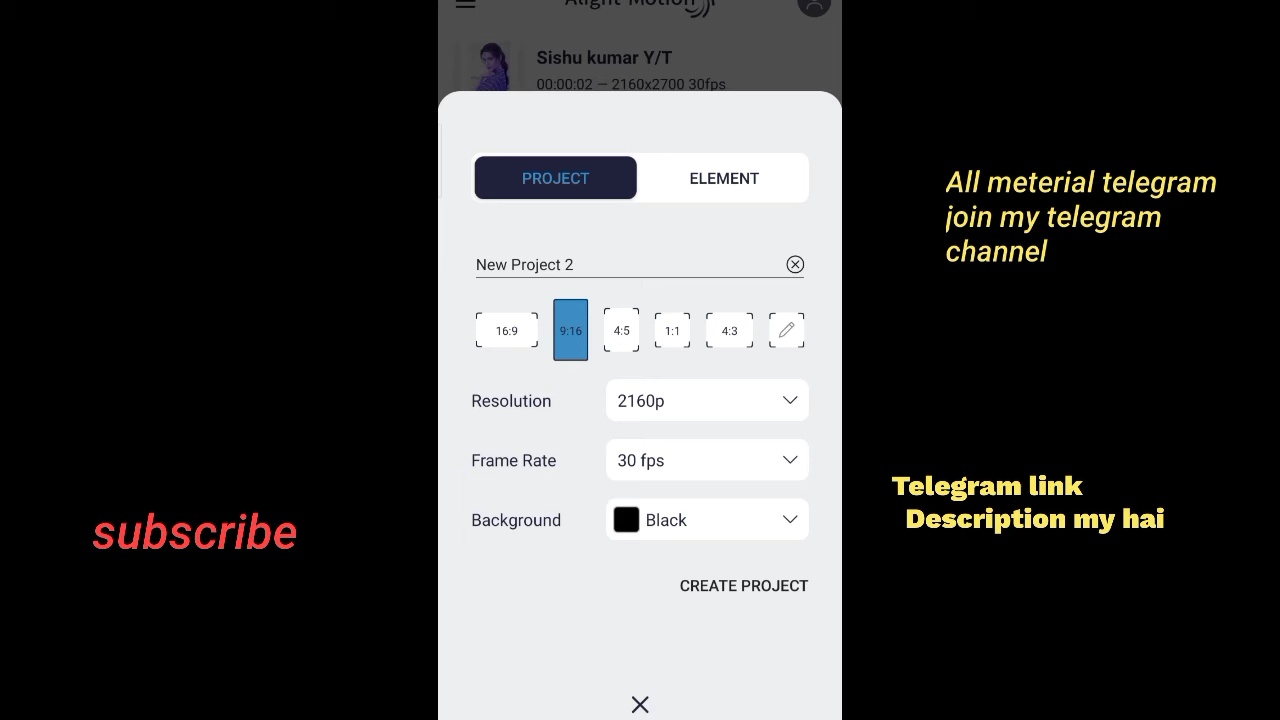 Alight Motion
Sishu kumar Y/T
00:00:02 — 2160x2700 30fps
PROJECT
ELEMENT
New Project 2
16:9
9:16
4:5
1:1
4:3
Resolution
2160p
Frame Rate
30 fps
Background
Black
CREATE PROJECT
subscribe
All meterial telegram
join my telegram
channel
Telegram link
Description my hai